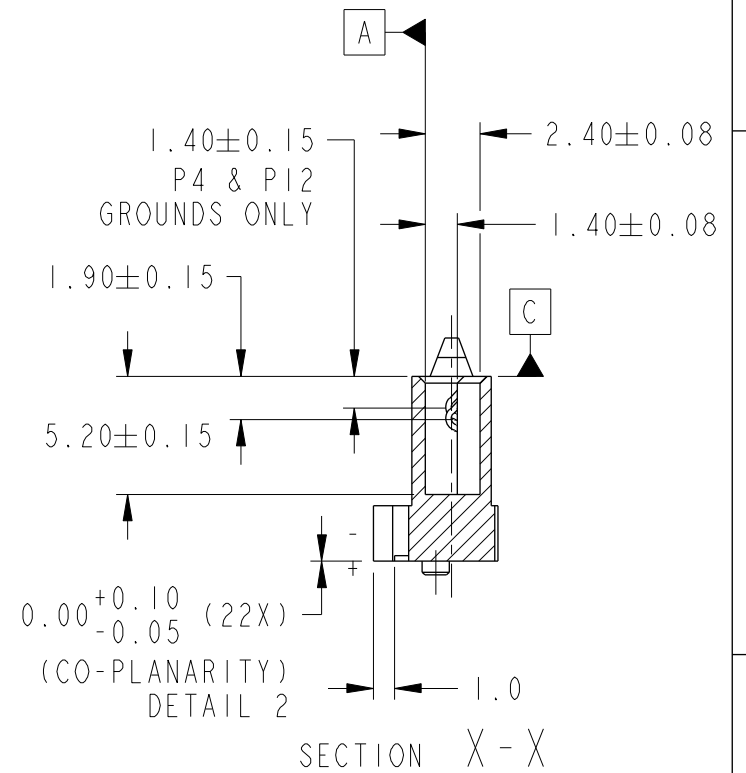 A
1.40±0.15
P4 & P12
GROUNDS ONLY
2.40±0.08
1.40±0.08
1.90±0.15
C
5.20±0.15
-
+
0.00 +0.10 -0.05 (22X)
(CO-PLANARITY)
DETAIL 2
1.0
SECTION X-X